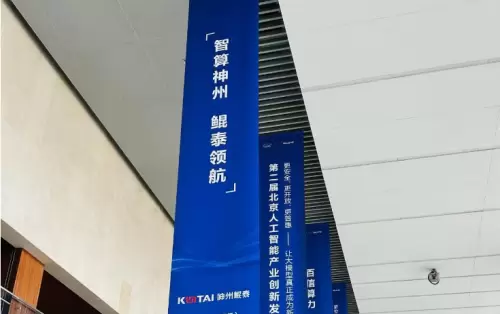 「智算神州 鲲泰领航」
KUNTAI 神州鲲泰
更安全 更开放 更智惠 —— 让大模型真正成为新
第二届北京人工智能产业创新发
百信算力